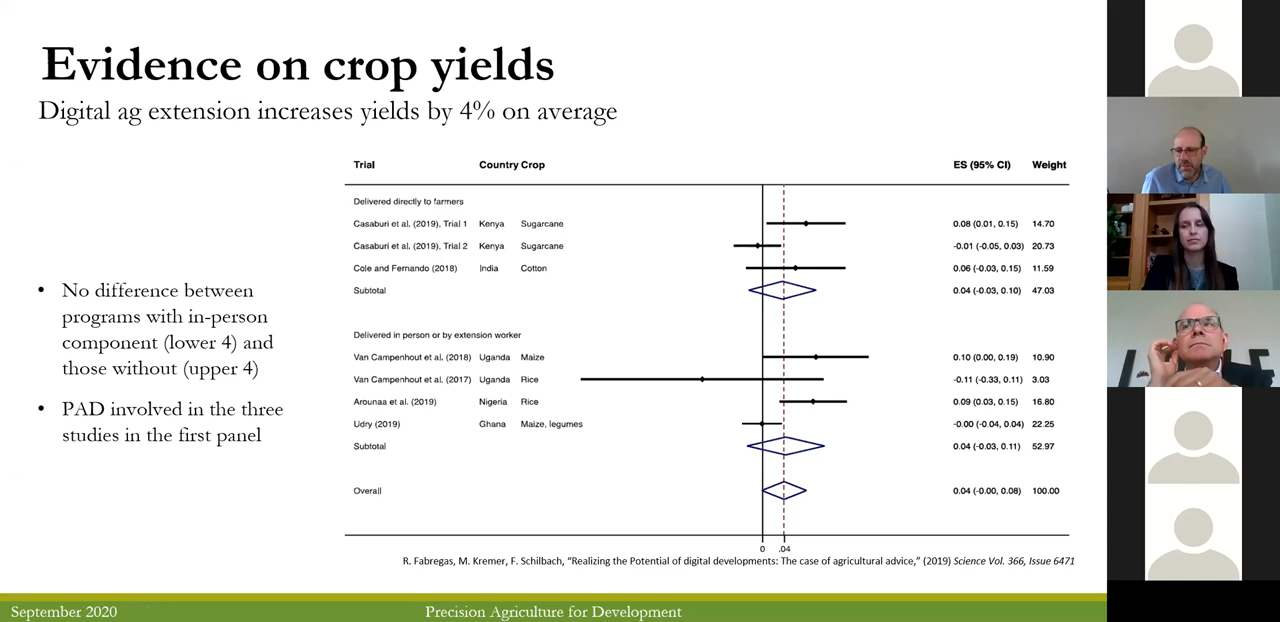 Evidence on crop yields
Digital ag extension increases yields by 4% on average
• No difference between
programs with in-person
component (lower 4) and
those without (upper 4)
• PAD involved in the three
studies in the first panel
Trial Country Crop ES (95% CI) Weight
Delivered directly to farmers
Casaburi et al. (2019), Trial 1 Kenya Sugarcane 0.08 (0.01, 0.15) 14.70
Casaburi et al. (2019), Trial 2 Kenya Sugarcane -0.01 (-0.05, 0.03) 20.73
Cole and Fernando (2018) India Cotton 0.06 (-0.03, 0.15) 11.59
Subtotal 0.04 (-0.03, 0.10) 47.03
Delivered in person or by extension worker
Van Campenhout et al. (2018) Uganda Maize 0.10 (0.00, 0.19) 10.90
Van Campenhout et al. (2017) Uganda Rice -0.11 (-0.33, 0.11) 3.03
Arounaa et al. (2019) Nigeria Rice 0.09 (0.03, 0.15) 16.80
Udry (2019) Ghana Maize, legumes -0.00 (-0.04, 0.04) 22.25
Subtotal 0.04 (-0.03, 0.11) 52.97
Overall 0.04 (-0.00, 0.08) 100.00
0 .04
R. Fabregas, M. Kremer, F. Schilbach, “Realizing the Potential of digital developments: The case of agricultural advice,” (2019) Science Vol. 366, Issue 6471
September 2020 Precision Agriculture for Development